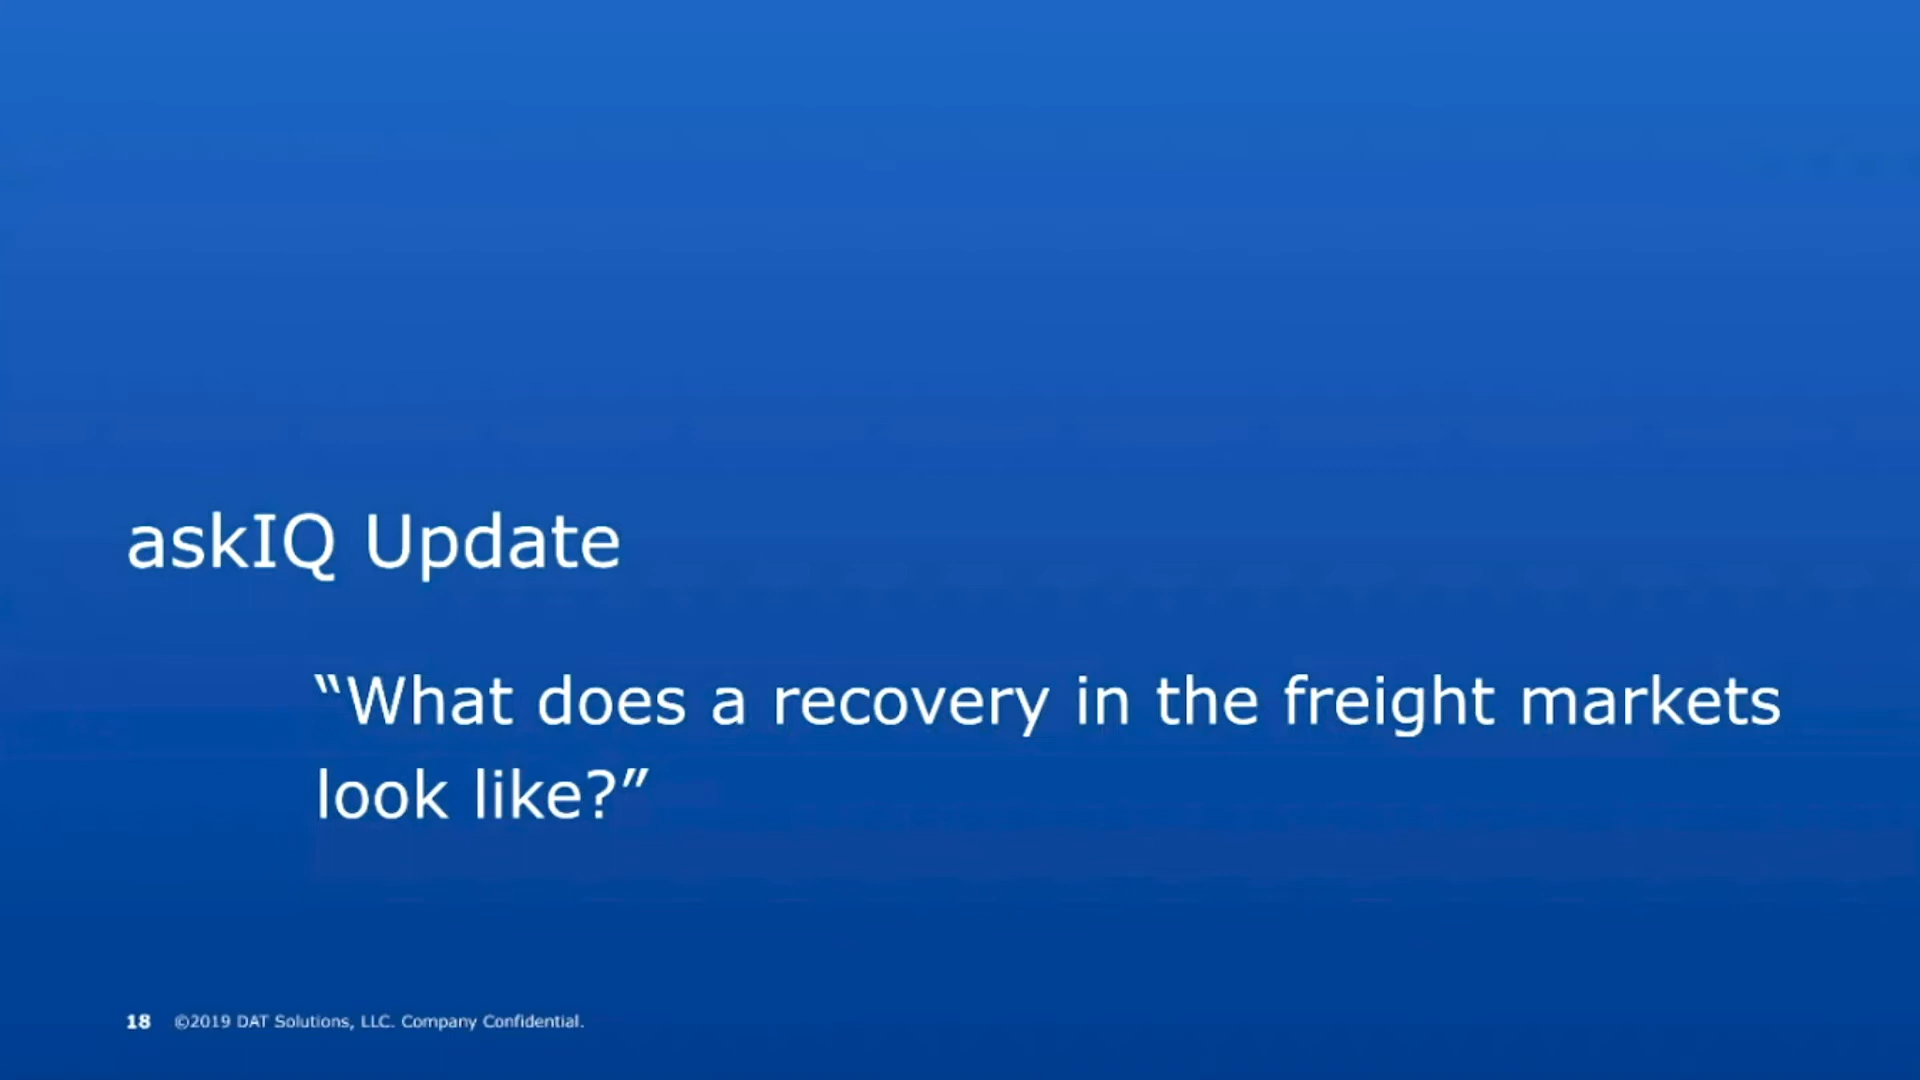 askIQ Update
“What does a recovery in the freight markets
look like?”
18 ©2019 DAT Solutions, LLC. Company Confidential.